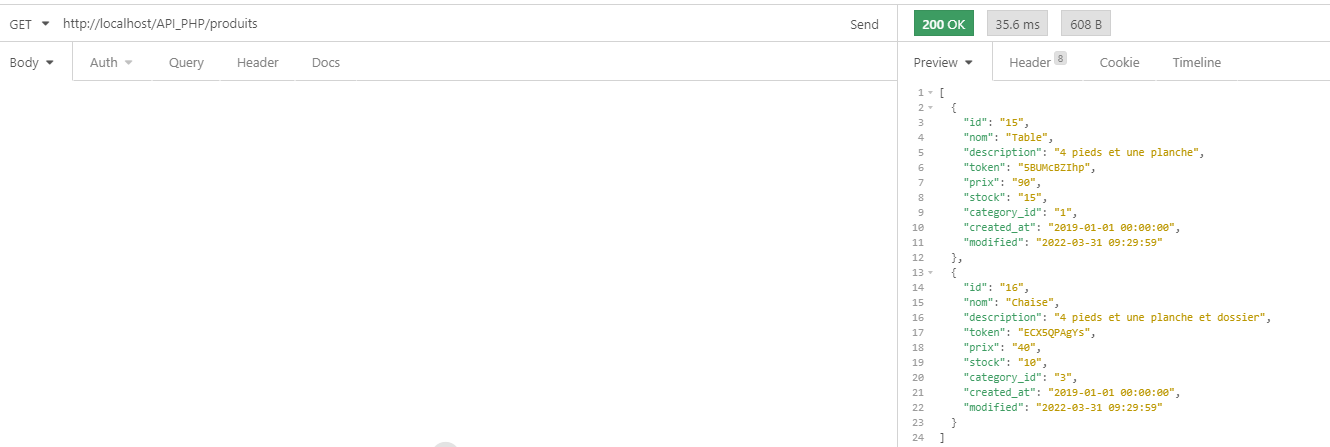 GET http://localhost/API_PHP/produits Send 200 OK 35.6 ms 608 B
Body Auth Query Header Docs Preview Header 8 Cookie Timeline
1 [
2 {
3 "id": "15",
4 "nom": "Table",
5 "description": "4 pieds et une planche",
6 "token": "5BUMcBZIhp",
7 "prix": "90",
8 "stock": "15",
9 "category_id": "1",
10 "created_at": "2019-01-01 00:00:00",
11 "modified": "2022-03-31 09:29:59"
12 },
13 {
14 "id": "16",
15 "nom": "Chaise",
16 "description": "4 pieds et une planche et dossier",
17 "token": "ECX5QPAgYs",
18 "prix": "40",
19 "stock": "10",
20 "category_id": "3",
21 "created_at": "2019-01-01 00:00:00",
22 "modified": "2022-03-31 09:29:59"
23 }
24 ]